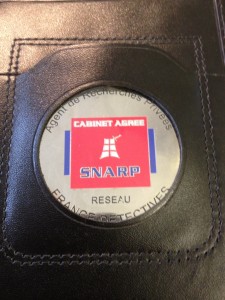 Agent de Recherches Privées
CABINET AGREE
SNARP
RESEAU
FRANCE DETECTIVES